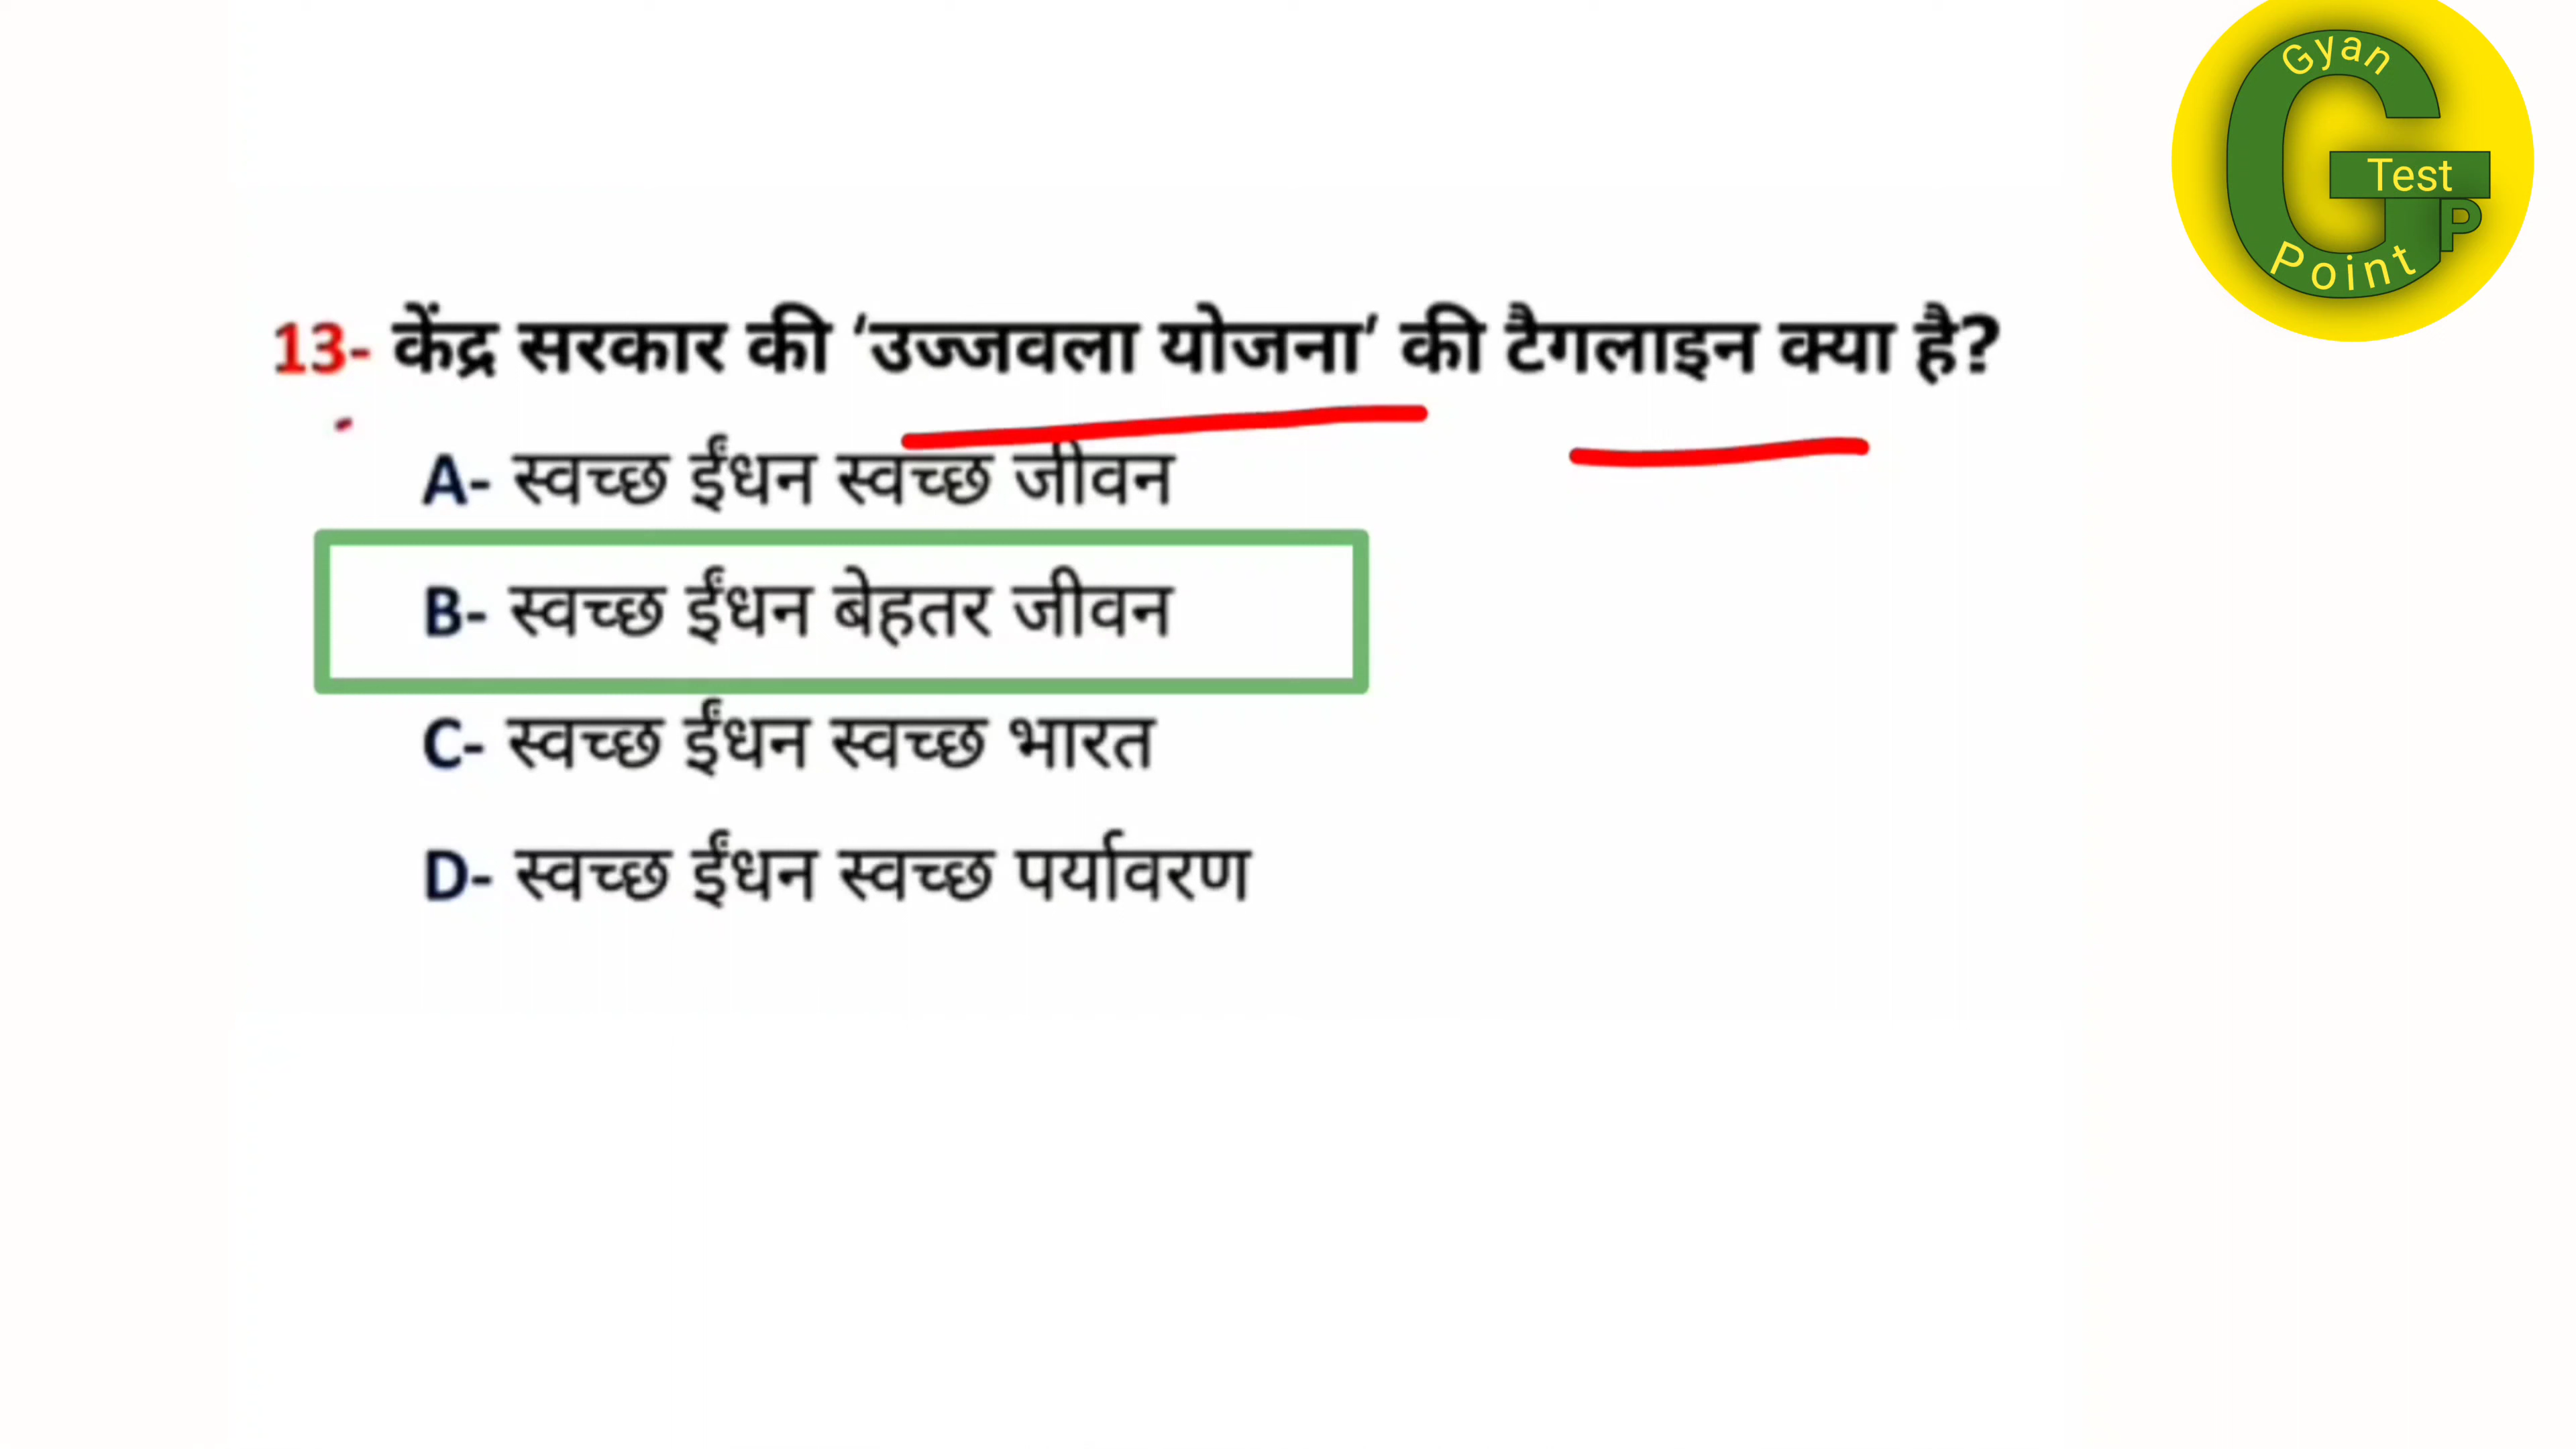 Gyan
Test
P
Point
13- केंद्र सरकार की ‘उज्जवला योजना’ की टैगलाइन क्या है?
A- स्वच्छ ईंधन स्वच्छ जीवन
B- स्वच्छ ईंधन बेहतर जीवन
C- स्वच्छ ईंधन स्वच्छ भारत
D- स्वच्छ ईंधन स्वच्छ पर्यावरण